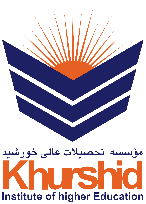 مؤسسه تحصیلات عالی خورشید
Khurshid
Institute of higher Education